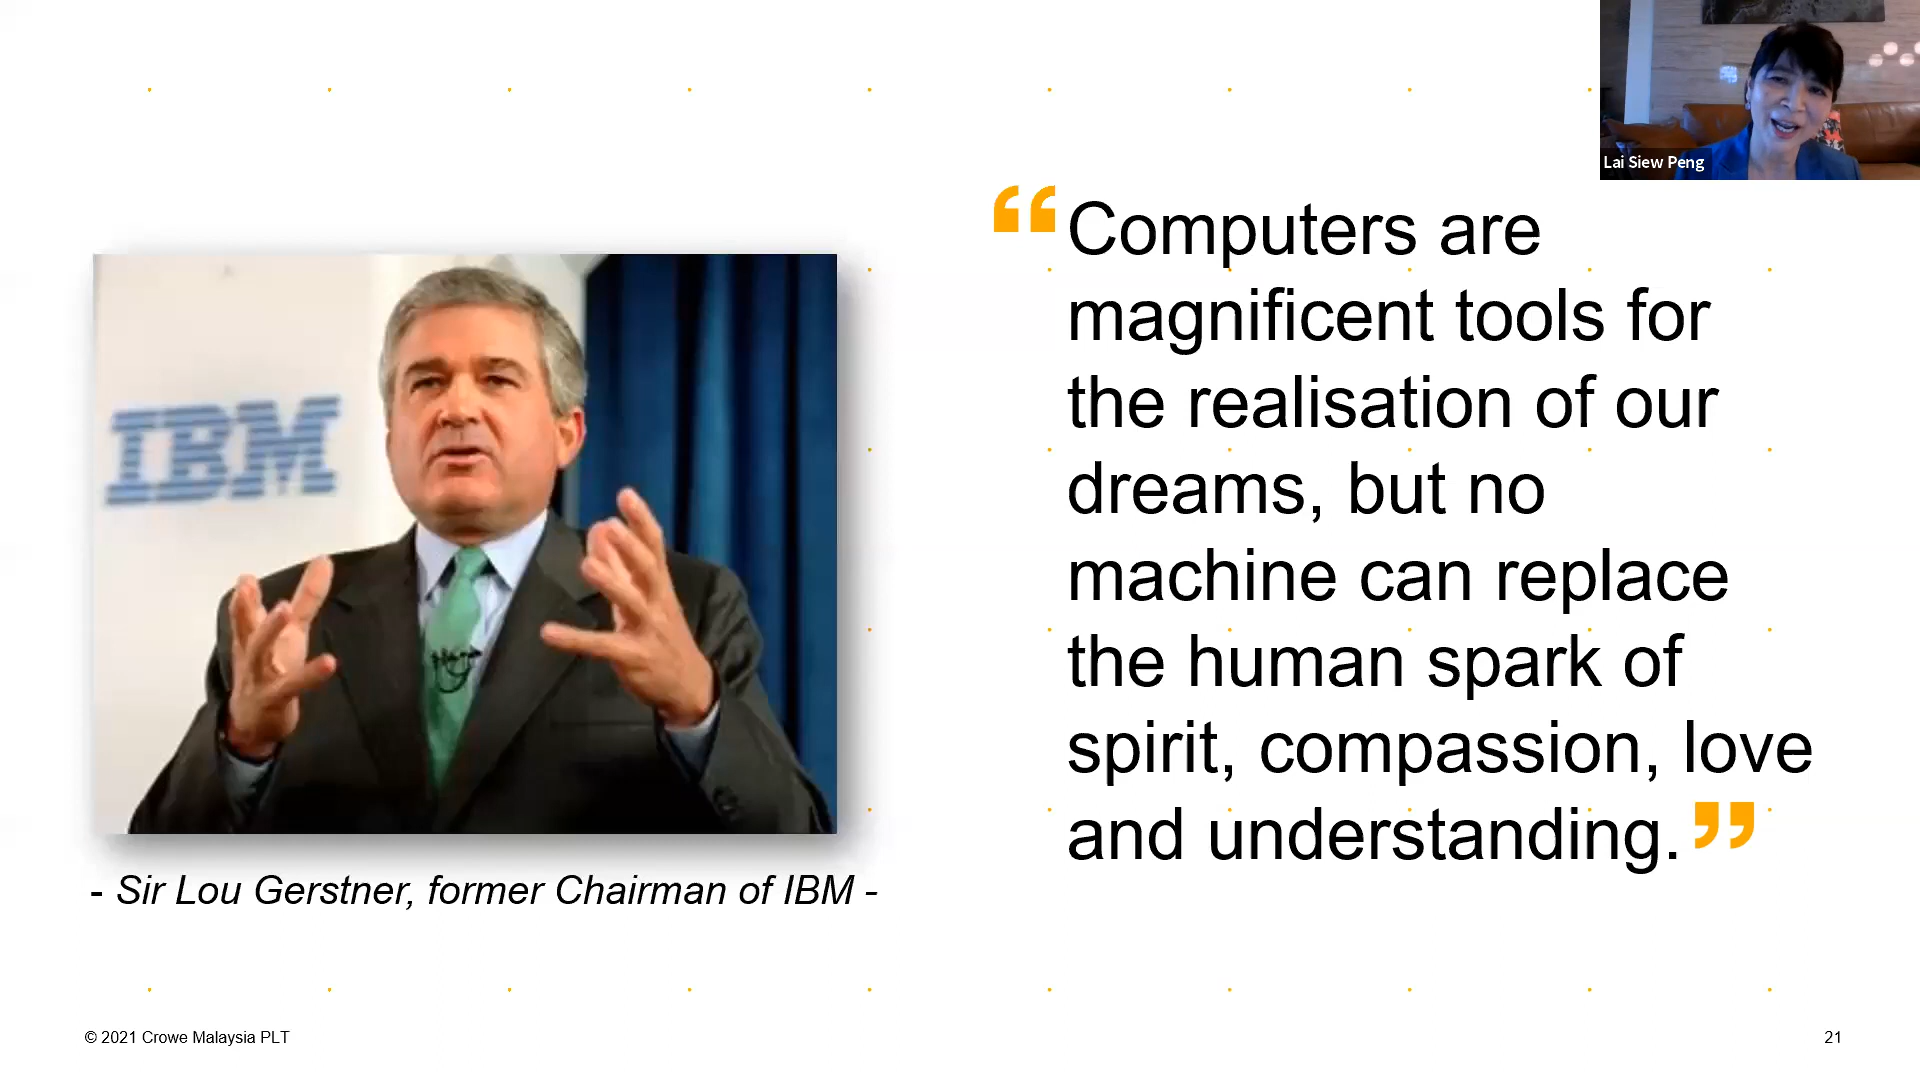 Lai Siew Peng
IBM
“Computers are
magnificent tools for
the realisation of our
dreams, but no
machine can replace
the human spark of
spirit, compassion, love
and understanding.”
- Sir Lou Gerstner, former Chairman of IBM -
© 2021 Crowe Malaysia PLT
21